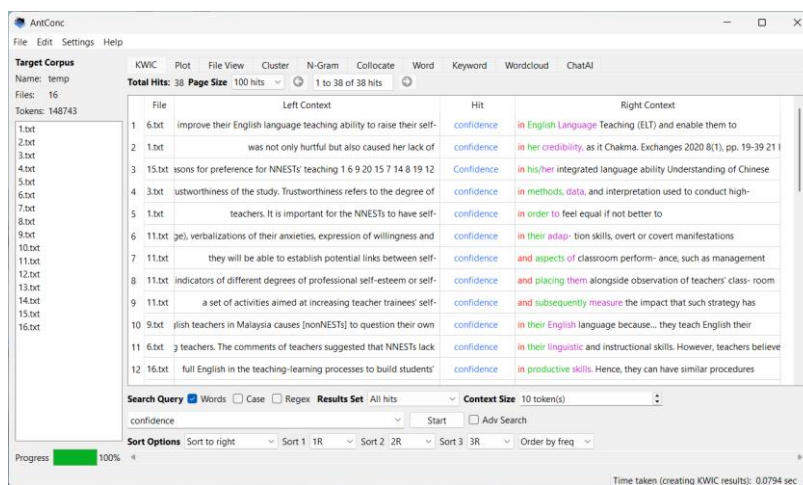 AntConc
File Edit Settings Help
Target Corpus
Name: temp
Files: 16
Tokens: 148743
1.txt
2.txt
3.txt
4.txt
5.txt
6.txt
7.txt
8.txt
9.txt
10.txt
11.txt
12.txt
13.txt
14.txt
15.txt
16.txt
Progress 100%
KWIC Plot File View Cluster N-Gram Collocate Word Keyword Wordcloud ChatAI
Total Hits: 38 Page Size 100 hits 1 to 38 of 38 hits
File Left Context Hit Right Context
1 6.txt improve their English language teaching ability to raise their self- confidence in English Language Teaching (ELT) and enable them to
2 1.txt was not only hurtful but also caused her lack of confidence in her credibility, as it Chakma. Exchanges 2020 8(1), pp. 19-39 21
3 15.txt asons for preference for NNESTs' teaching 1 6 9 20 15 7 14 8 19 12 Confidence in his/her integrated language ability Understanding of Chinese
4 3.txt rustworthiness of the study. Trustworthiness refers to the degree of confidence in methods, data, and interpretation used to conduct high-
5 1.txt teachers. It is important for the NNESTs to have self- confidence in order to feel equal if not better to
6 11.txt ge), verbalizations of their anxieties, expression of willingness and confidence in their adap- tion skills, overt or covert manifestations
7 11.txt they will be able to establish potential links between self- confidence and aspects of classroom perform- ance, such as management
8 11.txt indicators of different degrees of professional self-esteem or self- confidence and placing them alongside observation of teachers' class- room
9 11.txt a set of activities aimed at increasing teacher trainees' self- confidence and subsequently measure the impact that such strategy has
10 9.txt glish teachers in Malaysia causes [nonNESTs] to question their own confidence in their English language because... they teach English their
11 6.txt g teachers. The comments of teachers suggested that NNESTs lack confidence in their linguistic and instructional skills. However, teachers believe
12 16.txt full English in the teaching-learning processes to build students' confidence in productive skills. Hence, they can have similar procedures
Search Query Words Case Regex Results Set All hits Context Size 10 token(s)
confidence Start Adv Search
Sort Options Sort to right Sort 1 1R Sort 2 2R Sort 3 3R Order by freq
Time taken (creating KWIC results): 0.0794 sec